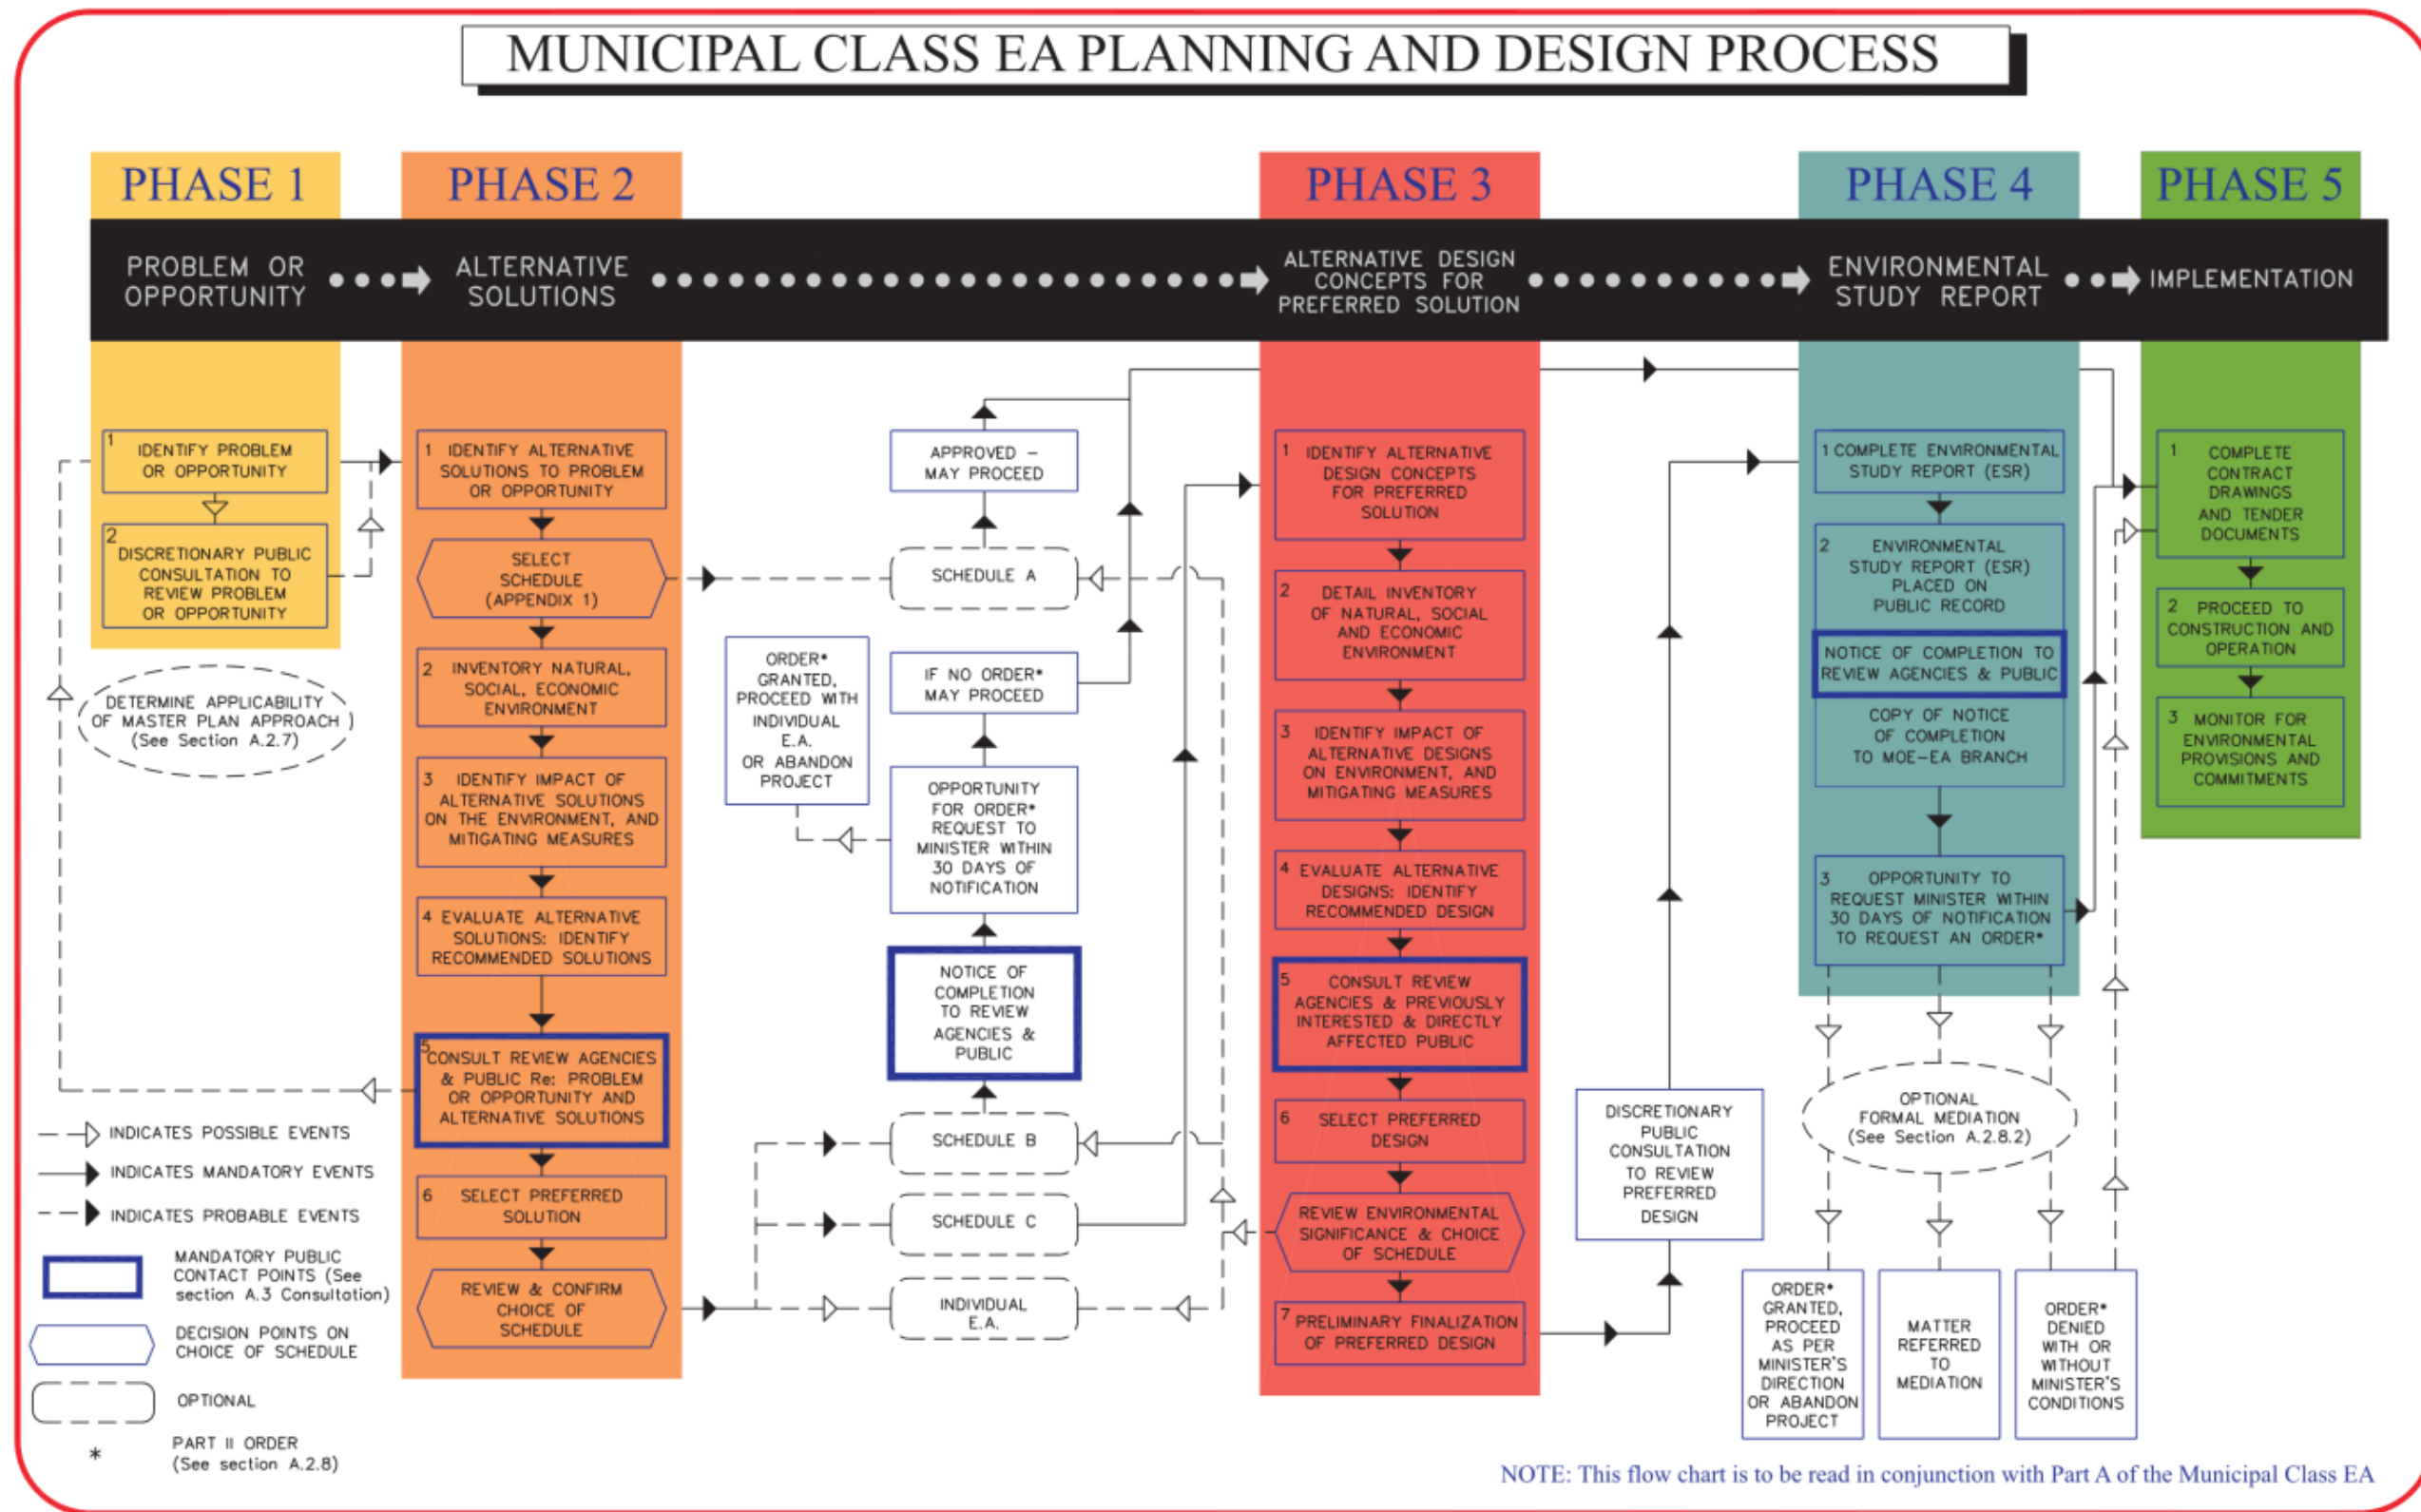 MUNICIPAL CLASS EA PLANNING AND DESIGN PROCESS
PHASE 1
PHASE 2
PHASE 3
PHASE 4
PHASE 5
PROBLEM OR
OPPORTUNITY
ALTERNATIVE
SOLUTIONS
ALTERNATIVE DESIGN
CONCEPTS FOR
PREFERRED SOLUTION
ENVIRONMENTAL
STUDY REPORT
IMPLEMENTATION
1 IDENTIFY PROBLEM
OR OPPORTUNITY
2
DISCRETIONARY PUBLIC
CONSULTATION TO
REVIEW PROBLEM
OR OPPORTUNITY
DETERMINE APPLICABILITY
OF MASTER PLAN APPROACH
(See Section A.2.7)
1 IDENTIFY ALTERNATIVE
SOLUTIONS TO PROBLEM
OR OPPORTUNITY
SELECT
SCHEDULE
(APPENDIX 1)
2 INVENTORY NATURAL,
SOCIAL, ECONOMIC
ENVIRONMENT
3 IDENTIFY IMPACT OF
ALTERNATIVE SOLUTIONS
ON THE ENVIRONMENT, AND
MITIGATING MEASURES
4 EVALUATE ALTERNATIVE
SOLUTIONS: IDENTIFY
RECOMMENDED SOLUTIONS
5
CONSULT REVIEW AGENCIES
& PUBLIC Re: PROBLEM
OR OPPORTUNITY AND
ALTERNATIVE SOLUTIONS
6 SELECT PREFERRED
SOLUTION
REVIEW & CONFIRM
CHOICE OF
SCHEDULE
APPROVED –
MAY PROCEED
SCHEDULE A
ORDER*
GRANTED,
PROCEED WITH
INDIVIDUAL
E.A.
OR ABANDON
PROJECT
IF NO ORDER*
MAY PROCEED
OPPORTUNITY
FOR ORDER*
REQUEST TO
MINISTER WITHIN
30 DAYS OF
NOTIFICATION
NOTICE OF
COMPLETION
TO REVIEW
AGENCIES &
PUBLIC
SCHEDULE B
SCHEDULE C
INDIVIDUAL
E.A.
1 IDENTIFY ALTERNATIVE
DESIGN CONCEPTS
FOR PREFERRED
SOLUTION
2 DETAIL INVENTORY
OF NATURAL, SOCIAL
AND ECONOMIC
ENVIRONMENT
3 IDENTIFY IMPACT OF
ALTERNATIVE DESIGNS
ON ENVIRONMENT, AND
MITIGATING MEASURES
4 EVALUATE ALTERNATIVE
DESIGNS: IDENTIFY
RECOMMENDED DESIGN
5 CONSULT REVIEW
AGENCIES & PREVIOUSLY
INTERESTED & DIRECTLY
AFFECTED PUBLIC
6 SELECT PREFERRED
DESIGN
REVIEW ENVIRONMENTAL
SIGNIFICANCE & CHOICE
OF SCHEDULE
7 PRELIMINARY FINALIZATION
OF PREFERRED DESIGN
DISCRETIONARY
PUBLIC
CONSULTATION
TO REVIEW
PREFERRED
DESIGN
1 COMPLETE ENVIRONMENTAL
STUDY REPORT (ESR)
2 ENVIRONMENTAL
STUDY REPORT (ESR)
PLACED ON
PUBLIC RECORD
NOTICE OF COMPLETION TO
REVIEW AGENCIES & PUBLIC
COPY OF NOTICE
OF COMPLETION
TO MOE-EA BRANCH
3 OPPORTUNITY TO
REQUEST MINISTER WITHIN
30 DAYS OF NOTIFICATION
TO REQUEST AN ORDER*
OPTIONAL
FORMAL MEDIATION
(See Section A.2.8.2)
ORDER*
GRANTED,
PROCEED
AS PER
MINISTER'S
DIRECTION
OR ABANDON
PROJECT
MATTER
REFERRED
TO
MEDIATION
ORDER*
DENIED
WITH OR
WITHOUT
MINISTER'S
CONDITIONS
1 COMPLETE
CONTRACT
DRAWINGS
AND TENDER
DOCUMENTS
2 PROCEED TO
CONSTRUCTION AND
OPERATION
3 MONITOR FOR
ENVIRONMENTAL
PROVISIONS AND
COMMITMENTS
INDICATES POSSIBLE EVENTS
INDICATES MANDATORY EVENTS
INDICATES PROBABLE EVENTS
MANDATORY PUBLIC
CONTACT POINTS (See
section A.3 Consultation)
DECISION POINTS ON
CHOICE OF SCHEDULE
OPTIONAL
* PART II ORDER
(See section A.2.8)
NOTE: This flow chart is to be read in conjunction with Part A of the Municipal Class EA